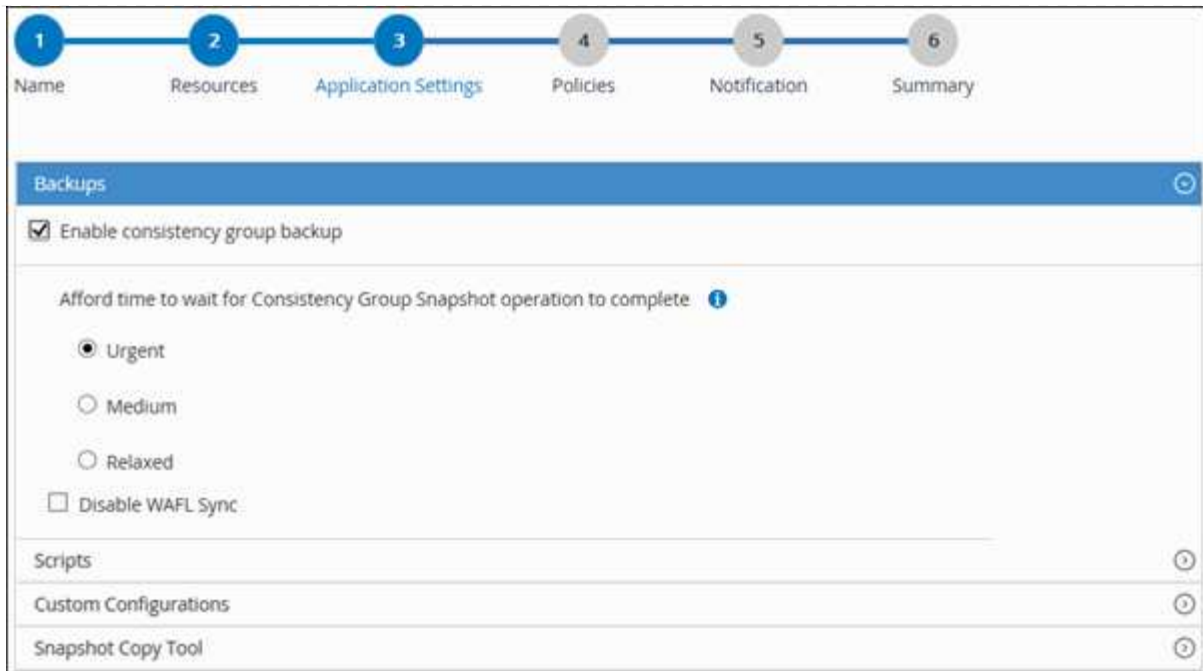 1 2 3 4 5 6
Name Resources Application Settings Policies Notification Summary
Backups
Enable consistency group backup
Afford time to wait for Consistency Group Snapshot operation to complete
Urgent
Medium
Relaxed
Disable WAFL Sync
Scripts
Custom Configurations
Snapshot Copy Tool